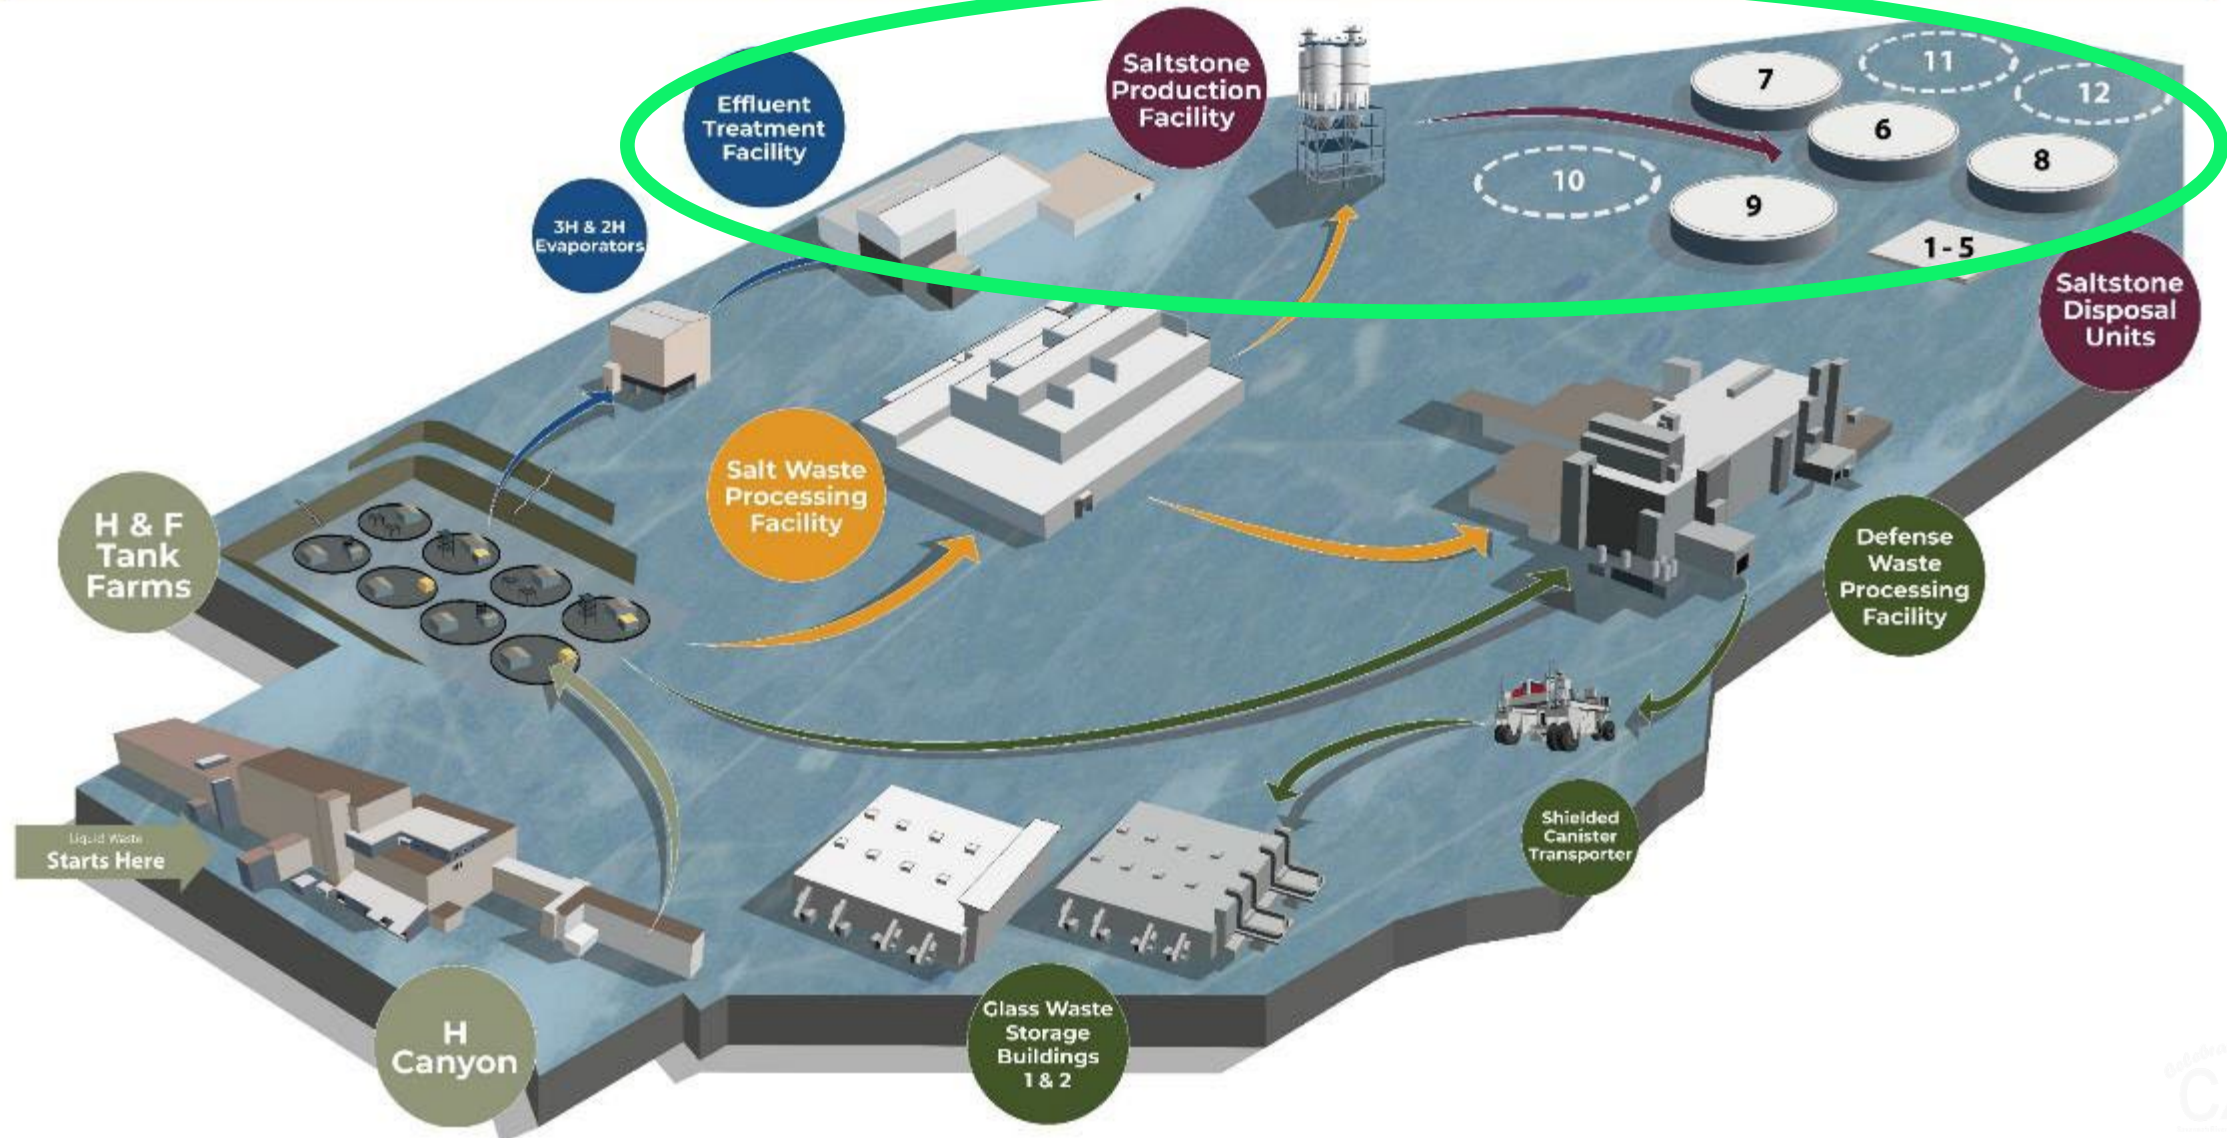 Saltstone
Production
Facility
Effluent
Treatment
Facility
7
11
12
6
8
10
9
1 - 5
3H & 2H
Evaporators
Saltstone
Disposal
Units
Salt Waste
Processing
Facility
H & F
Tank
Farms
Defense
Waste
Processing
Facility
Liquid Waste
Starts Here
Shielded
Canister
Transporter
H
Canyon
Glass Waste
Storage
Buildings
1 & 2